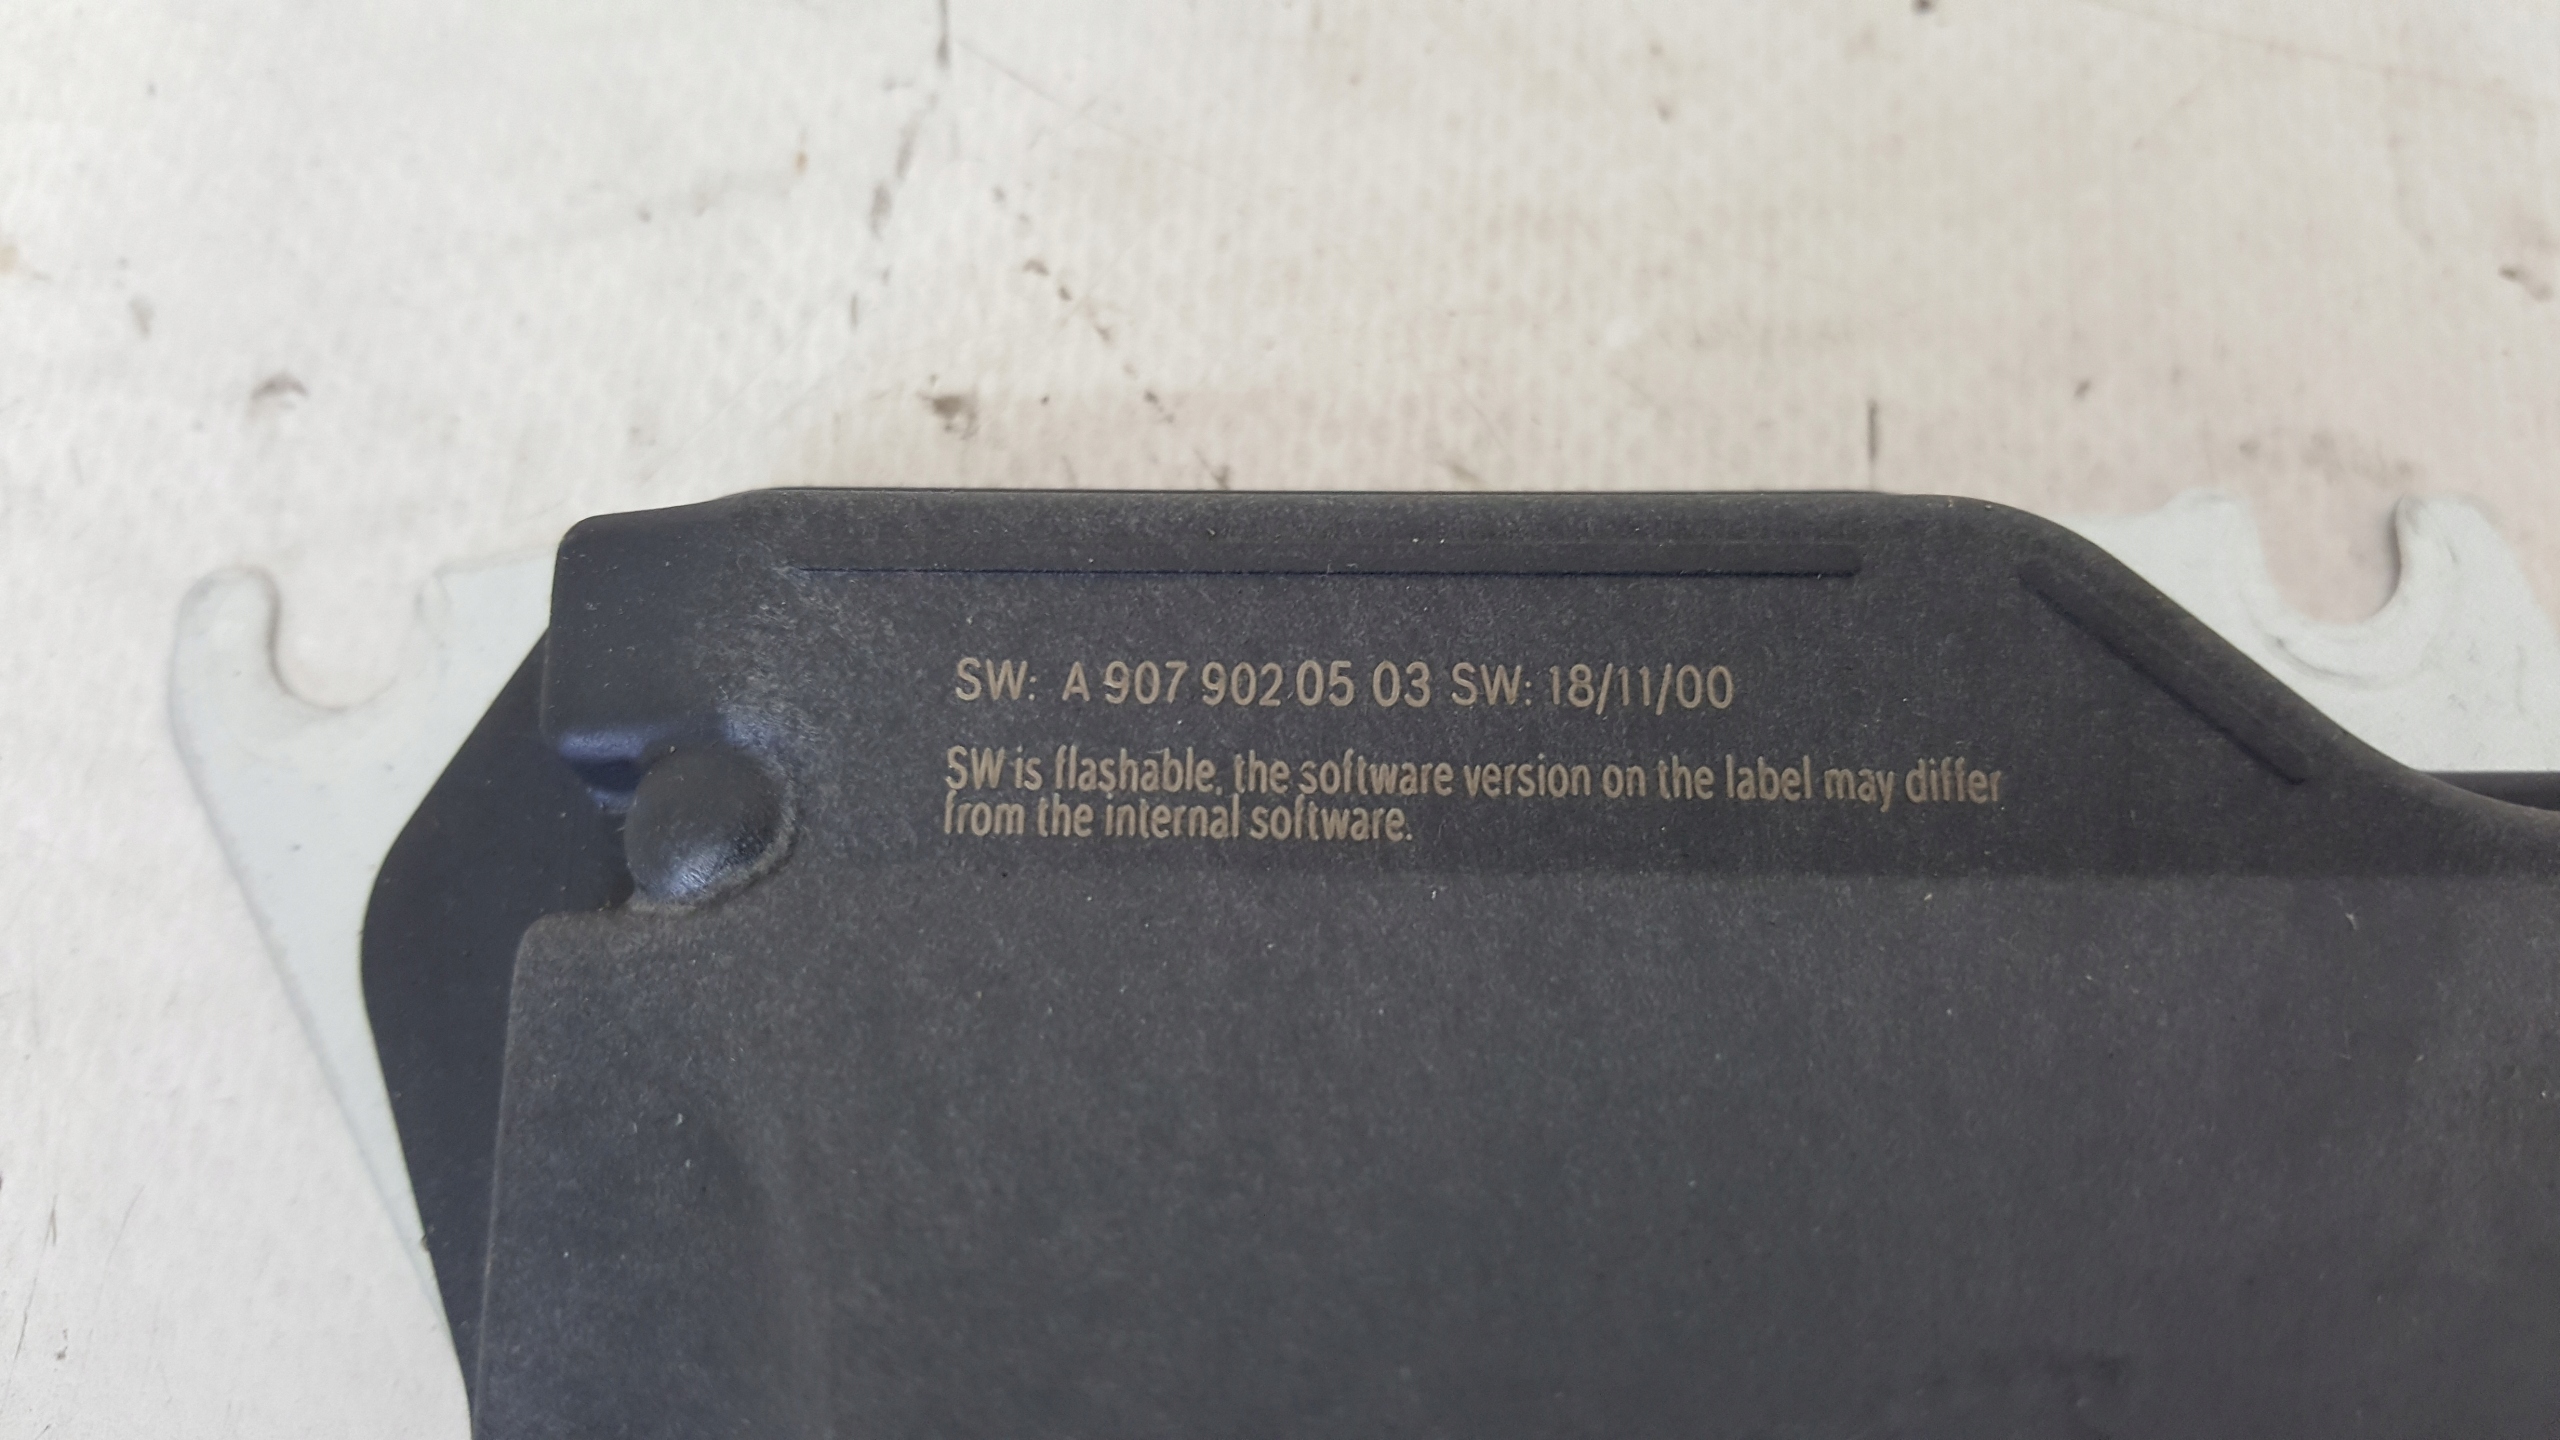 SW: A 907 902 05 03 SW: 18/11/00
SW is flashable, the software version on the label may differ
from the internal software.